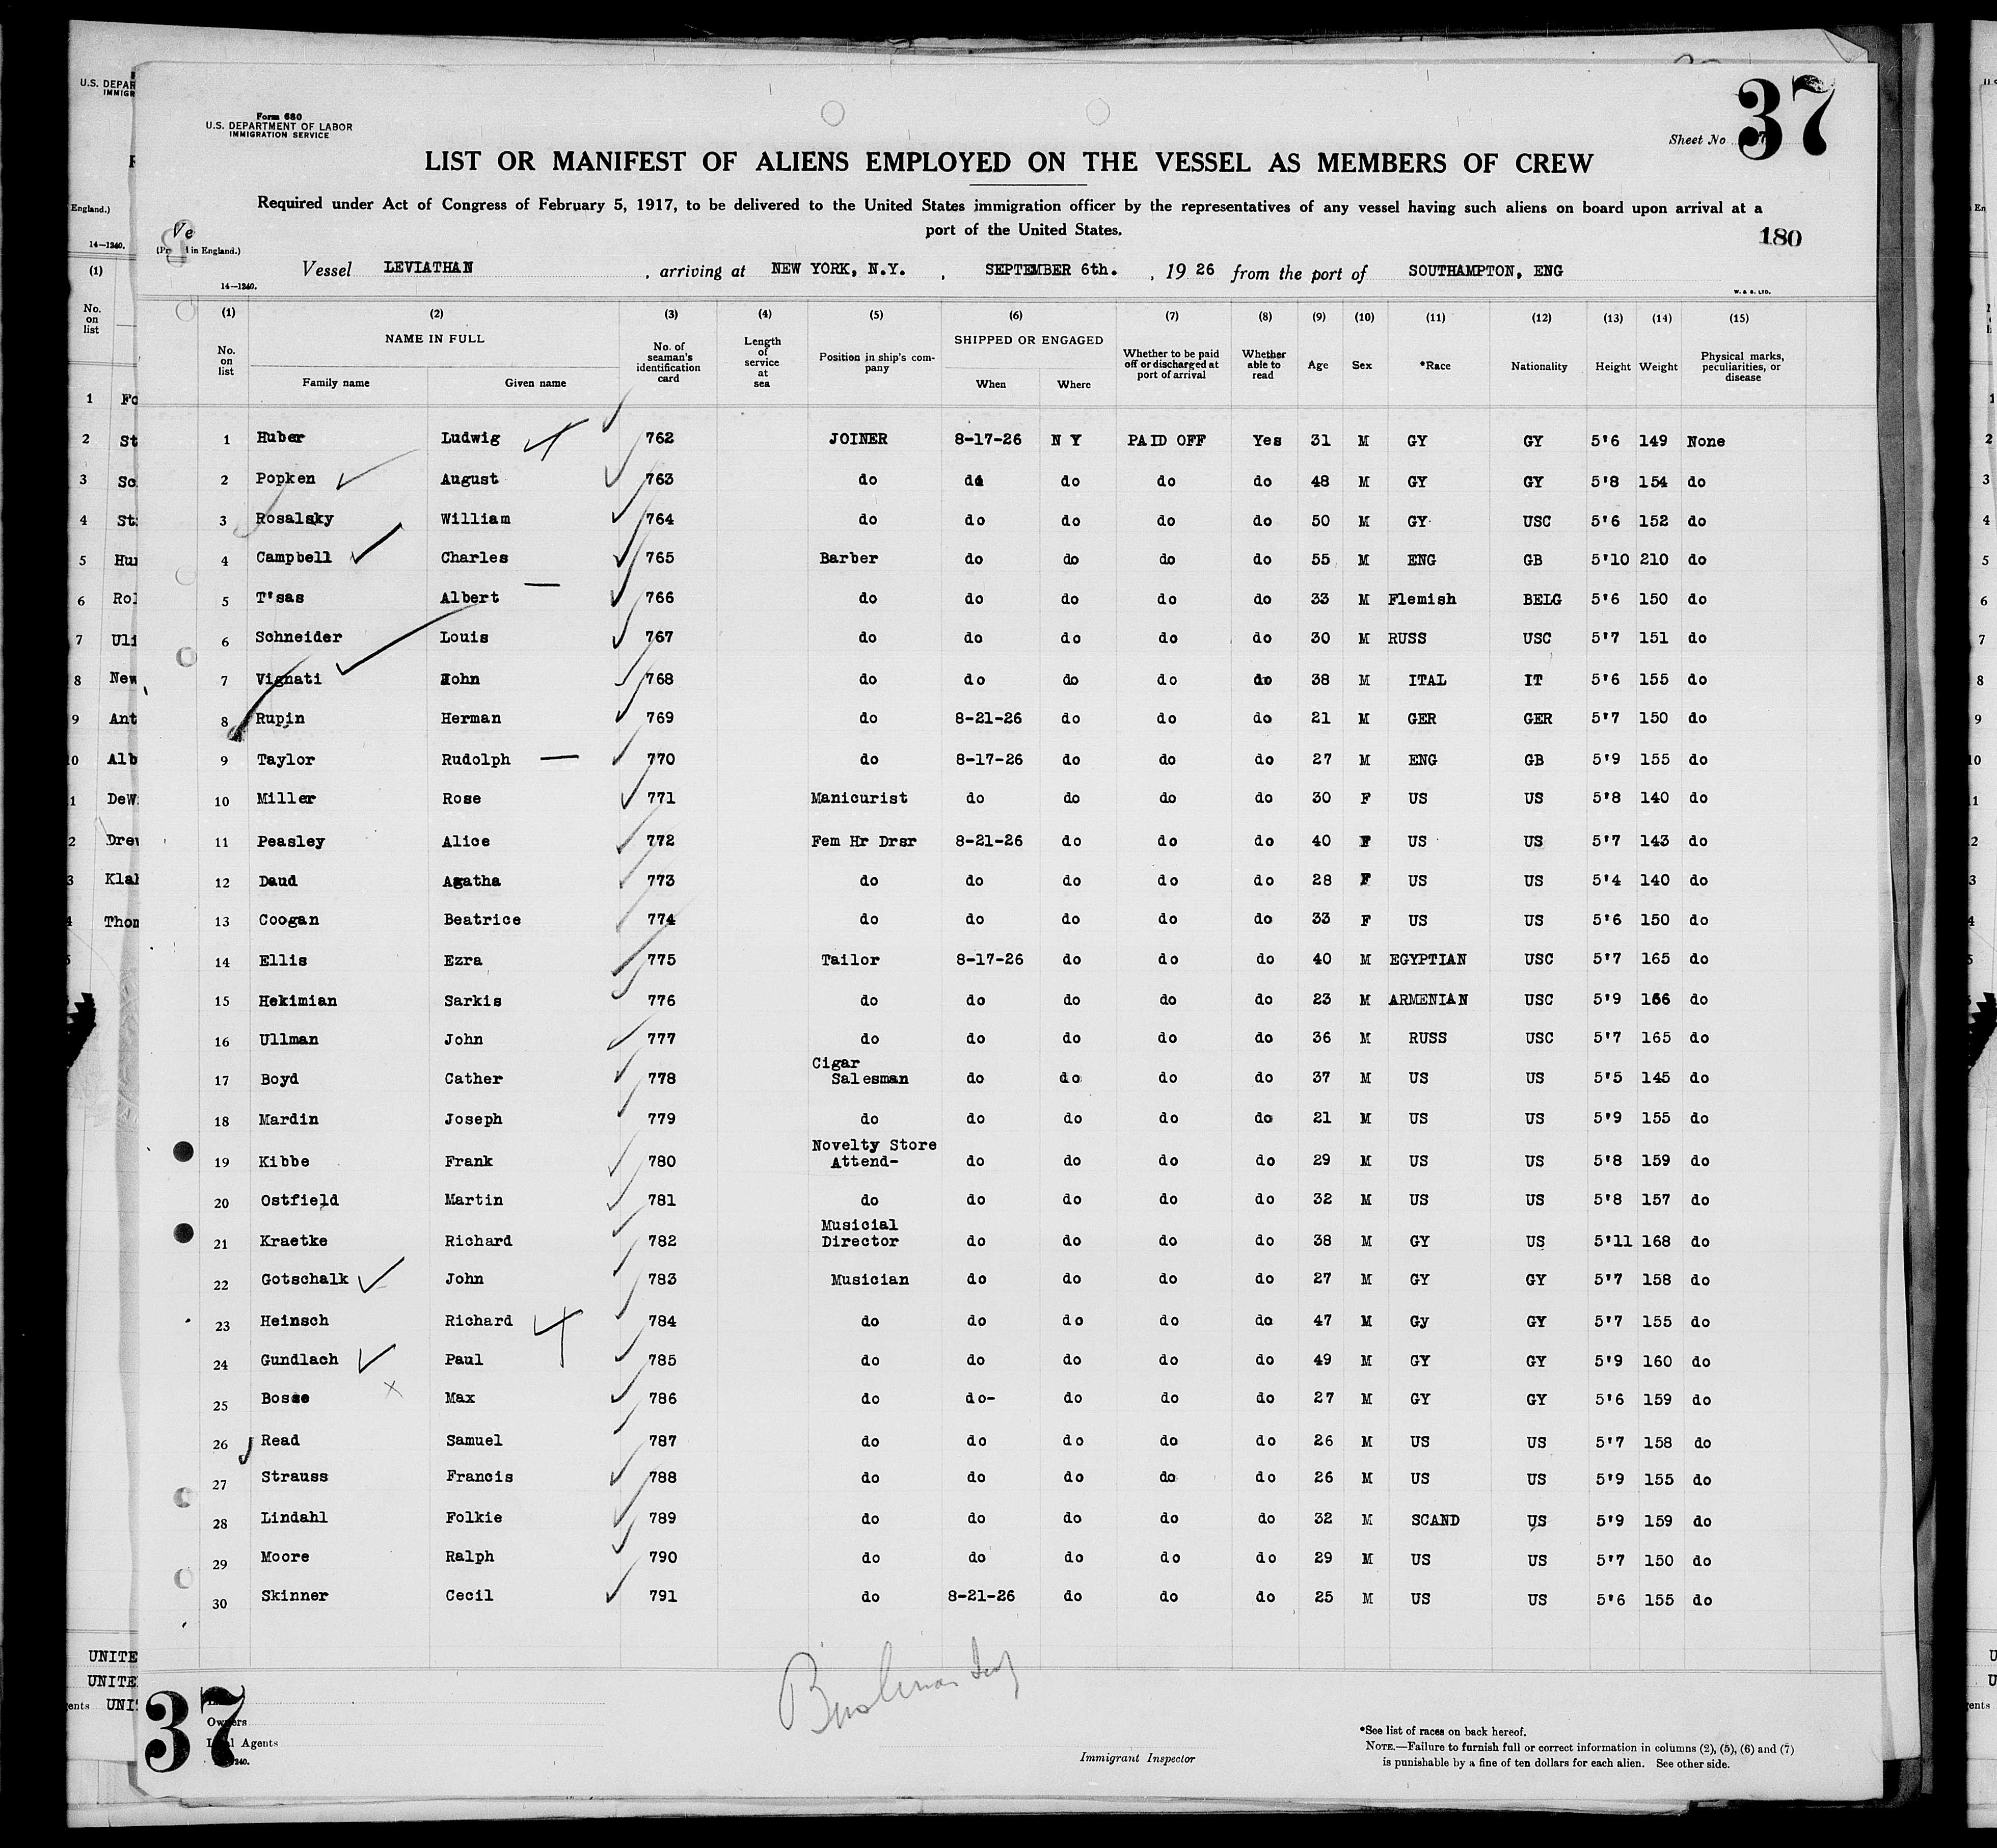 37
Form 680
U.S. DEPARTMENT OF LABOR
IMMIGRATION SERVICE
Sheet No
LIST OR MANIFEST OF ALIENS EMPLOYED ON THE VESSEL AS MEMBERS OF CREW
Required under Act of Congress of February 5, 1917, to be delivered to the United States immigration officer by the representatives of any vessel having such aliens on board upon arrival at a
port of the United States.
180
in England.)
Vessel LEVIATHAN , arriving at NEW YORK, N.Y. , SEPTEMBER 6th. , 19 26 from the port of SOUTHAMPTON, ENG
14—1240.
W. & S. LTD.
(1) (2) (3) (4) (5) (6) (7) (8) (9) (10) (11) (12) (13) (14) (15)
No. on list NAME IN FULL Family name Given name No. of seaman's identification card Length of service at sea Position in ship's company SHIPPED OR ENGAGED When Where Whether to be paid off or discharged at port of arrival Whether able to read Age Sex *Race Nationality Height Weight Physical marks, peculiarities, or disease
1 Huber Ludwig 762 JOINER 8-17-26 N Y PAID OFF Yes 31 M GY GY 5'6 149 None
2 Popken August 763 do do do do do 48 M GY GY 5'8 154 do
3 Rosalsky William 764 do do do do do 50 M GY USC 5'6 152 do
4 Campbell Charles 765 Barber do do do do 55 M ENG GB 5'10 210 do
5 T'sas Albert 766 do do do do do 33 M Flemish BELG 5'6 150 do
6 Schneider Louis 767 do do do do do 30 M RUSS USC 5'7 151 do
7 Vignati John 768 do do do do do 38 M ITAL IT 5'6 155 do
8 Rupin Herman 769 do 8-21-26 do do do 21 M GER GER 5'7 150 do
9 Taylor Rudolph 770 do 8-17-26 do do do 27 M ENG GB 5'9 155 do
10 Miller Rose 771 Manicurist do do do do 30 F US US 5'8 140 do
11 Peasley Alice 772 Fem Hr Drsr 8-21-26 do do do 40 F US US 5'7 143 do
12 Daud Agatha 773 do do do do do 28 F US US 5'4 140 do
13 Coogan Beatrice 774 do do do do do 33 F US US 5'6 150 do
14 Ellis Ezra 775 Tailor 8-17-26 do do do 40 M EGYPTIAN USC 5'7 165 do
15 Hekimian Sarkis 776 do do do do do 23 M ARMENIAN USC 5'9 166 do
16 Ullman John 777 do do do do do 36 M RUSS USC 5'7 165 do
17 Boyd Cather 778 Cigar Salesman do do do do 37 M US US 5'5 145 do
18 Mardin Joseph 779 do do do do do 21 M US US 5'9 155 do
19 Kibbe Frank 780 Novelty Store Attend- do do do do 29 M US US 5'8 159 do
20 Ostfield Martin 781 do do do do do 32 M US US 5'8 157 do
21 Kraetke Richard 782 Musicial Director do do do do 38 M GY US 5'11 168 do
22 Gotschalk John 783 Musician do do do do 27 M GY GY 5'7 158 do
23 Heinsch Richard 784 do do do do do 47 M Gy GY 5'7 155 do
24 Gundlach Paul 785 do do do do do 49 M GY GY 5'9 160 do
25 Bosse Max 786 do do- do do do 27 M GY GY 5'6 159 do
26 Read Samuel 787 do do do do do 26 M US US 5'7 158 do
27 Strauss Francis 788 do do do do do 26 M US US 5'9 155 do
28 Lindahl Folkie 789 do do do do do 32 M SCAND US 5'9 159 do
29 Moore Ralph 790 do do do do do 29 M US US 5'7 150 do
30 Skinner Cecil 791 do 8-21-26 do do do 25 M US US 5'6 155 do
37
Owners
Agents
Immigrant Inspector
*See list of races on back hereof.
NOTE.—Failure to furnish full or correct information in columns (2), (5), (6) and (7)
is punishable by a fine of ten dollars for each alien. See other side.